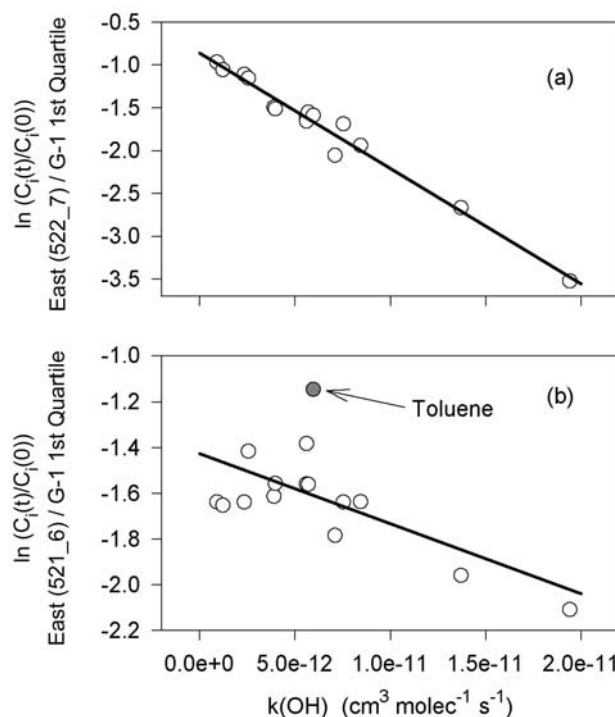 ln (Cᵢ(t)/Cᵢ(0))
East (522_7) / G-1 1st Quartile
-0.5
-1.0
-1.5
-2.0
-2.5
-3.0
-3.5
(a)
ln (Cᵢ(t)/Cᵢ(0))
East (521_6) / G-1 1st Quartile
-1.0
-1.2
-1.4
-1.6
-1.8
-2.0
-2.2
(b)
Toluene
0.0e+0 5.0e-12 1.0e-11 1.5e-11 2.0e-11
k(OH) (cm³ molec⁻¹ s⁻¹)